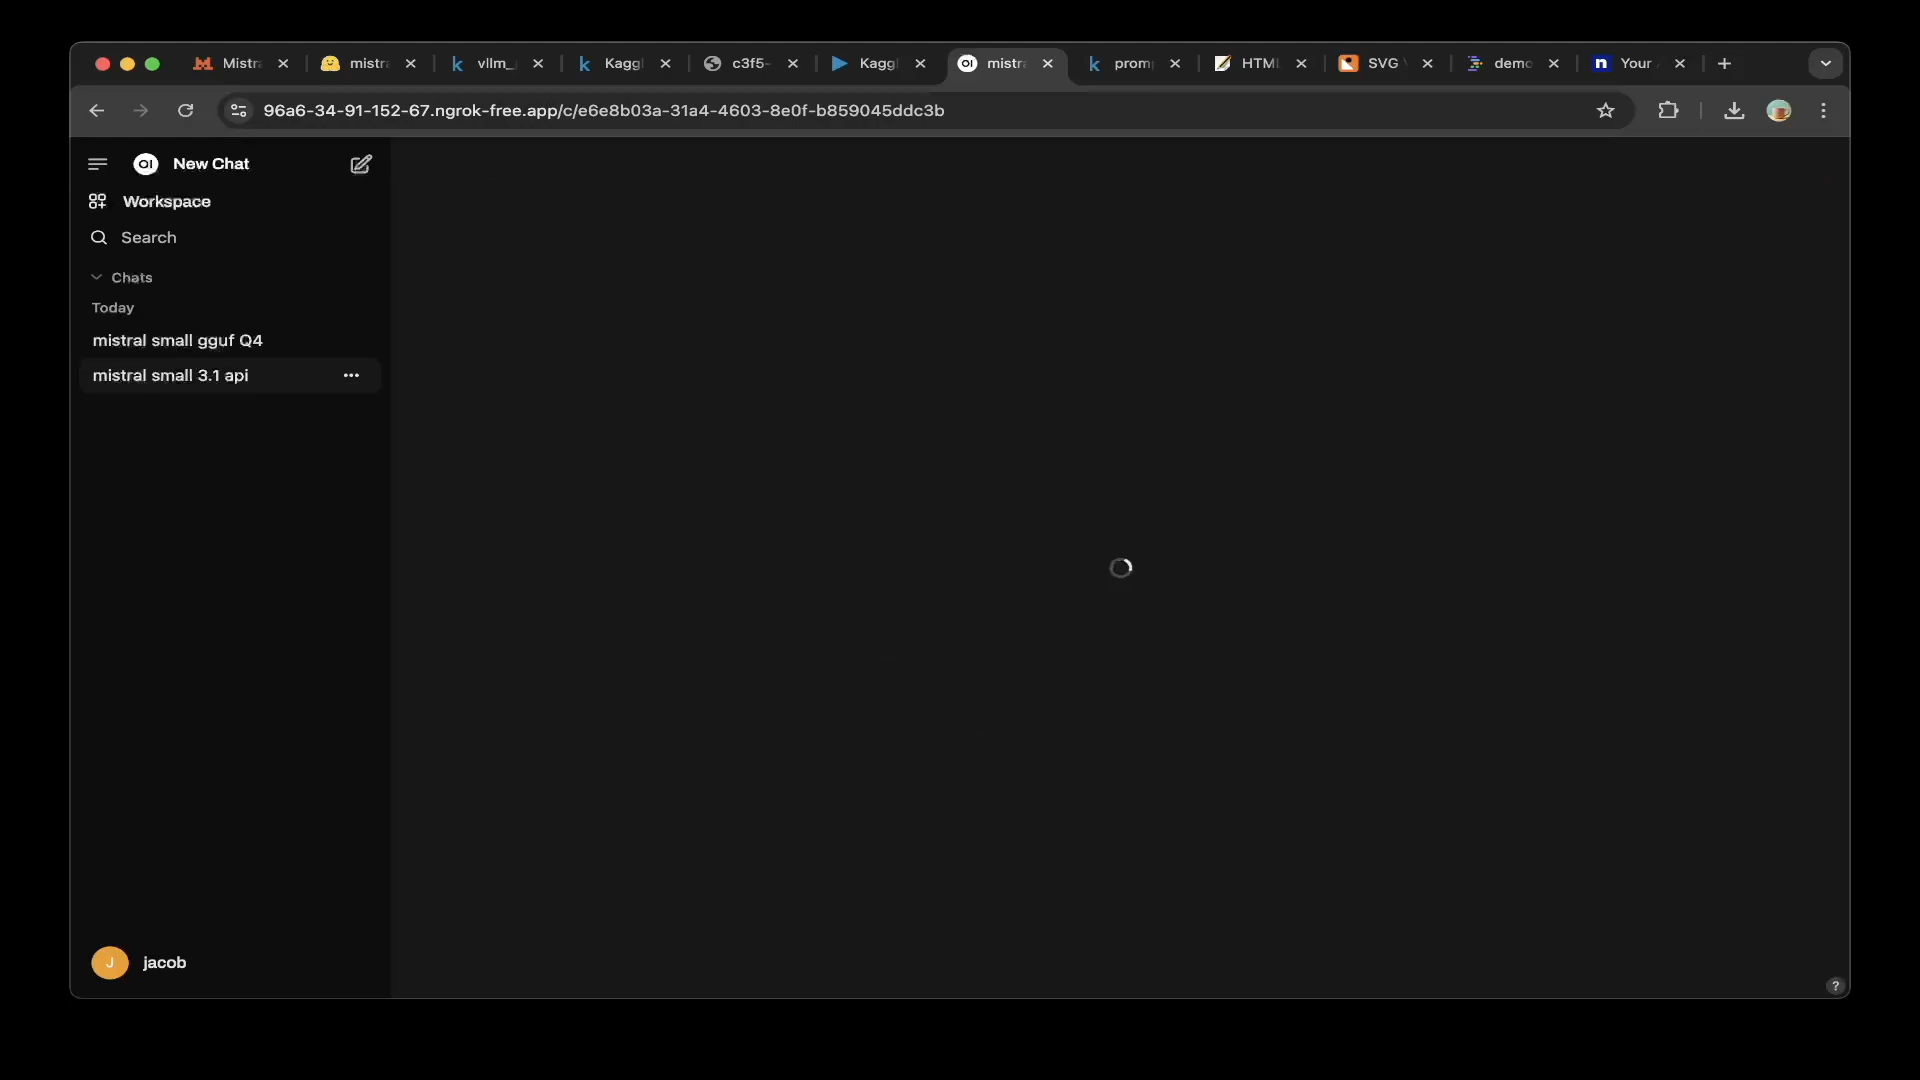 Mistr
mistr
vllm_
Kaggl
c3f5-
Kaggl
mistr
prom
HTML
SVG
demo
Your
96a6-34-91-152-67.ngrok-free.app/c/e6e8b03a-31a4-4603-8e0f-b859045ddc3b
OI New Chat
Workspace
Search
Chats
Today
mistral small gguf Q4
mistral small 3.1 api
J jacob
?